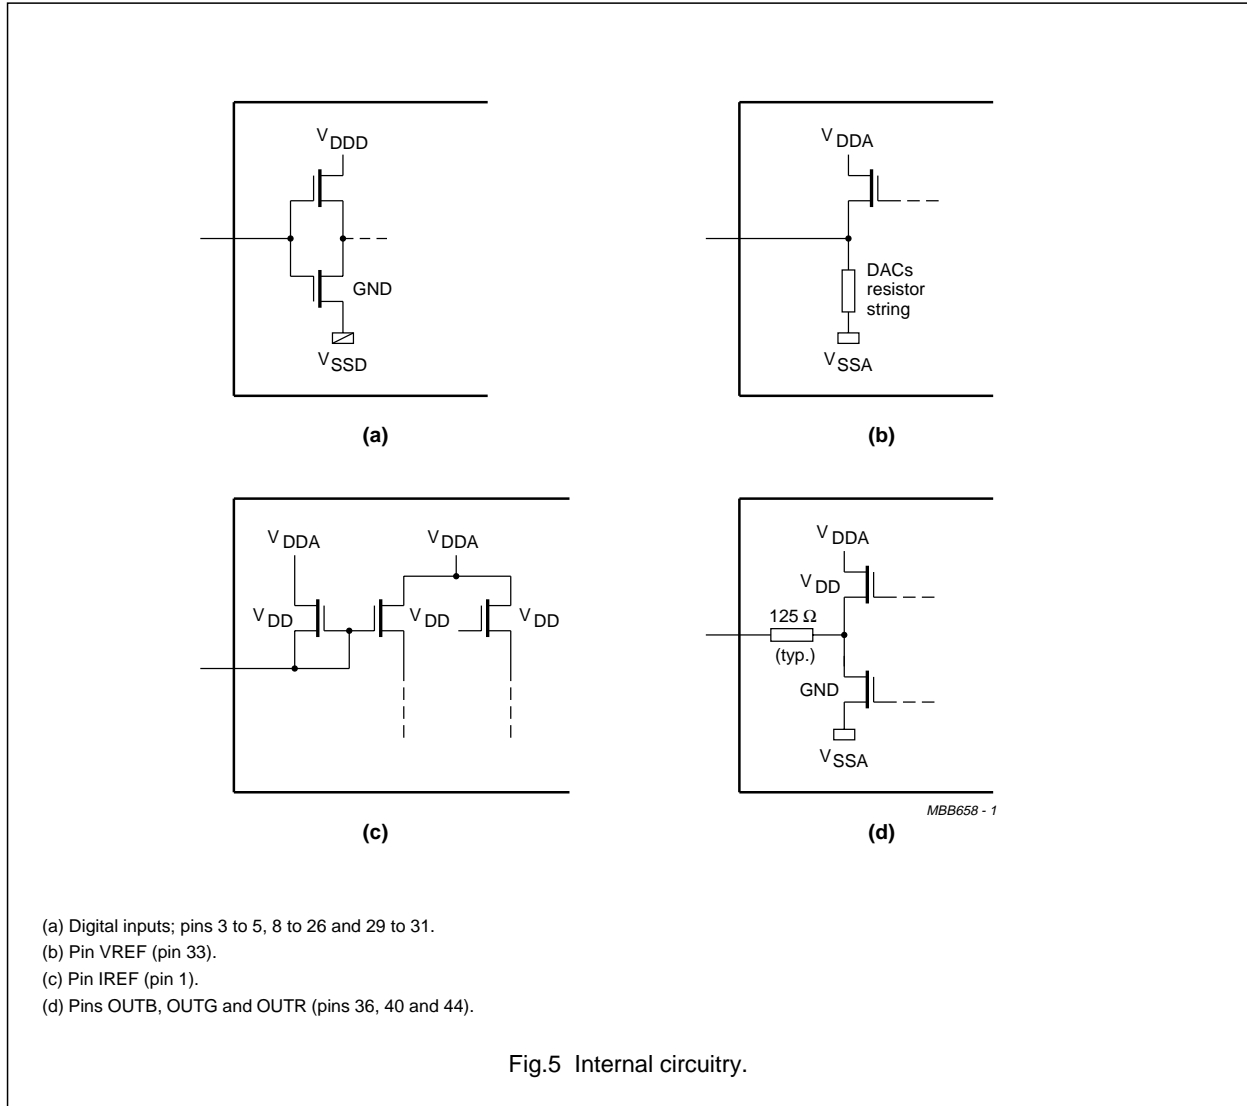 V DDD
GND
V SSD
(a)
V DDA
DACs
resistor
string
V SSA
(b)
V DDA
V DDA
V DD
V DD
V DD
(c)
V DDA
V DD
125 Ω
(typ.)
GND
V SSA
MBB658 - 1
(d)
(a) Digital inputs; pins 3 to 5, 8 to 26 and 29 to 31.
(b) Pin VREF (pin 33).
(c) Pin IREF (pin 1).
(d) Pins OUTB, OUTG and OUTR (pins 36, 40 and 44).
Fig.5 Internal circuitry.